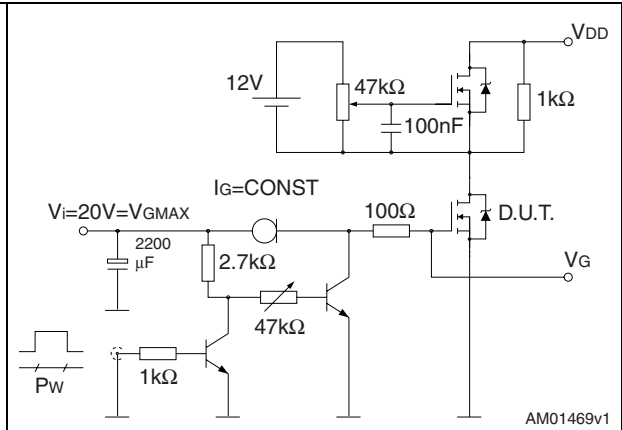 VDD
12V
47kΩ
1kΩ
100nF
IG=CONST
Vi=20V=VGMAX
100Ω
D.U.T.
2200
μF
2.7kΩ
VG
47kΩ
1kΩ
PW
AM01469v1